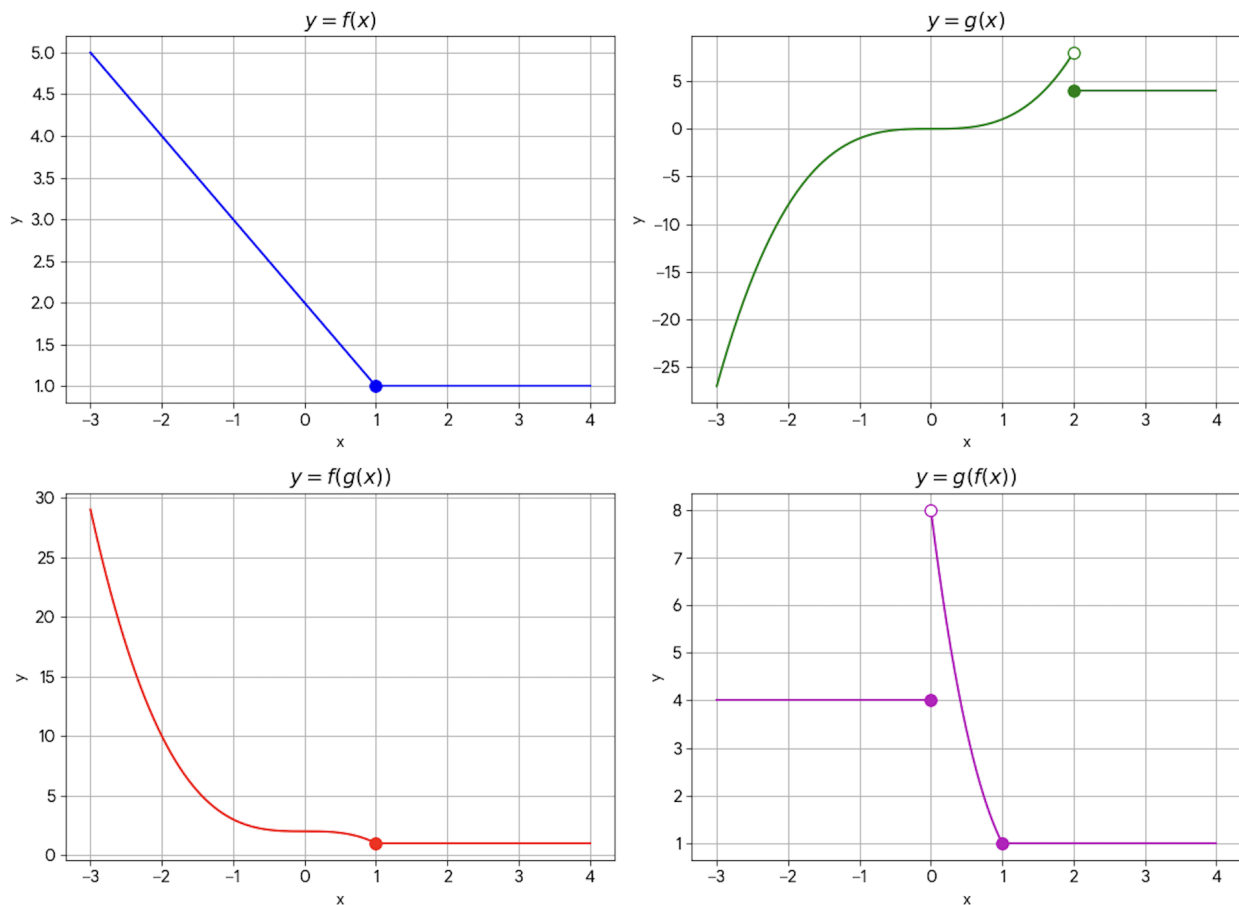 y = f(x)
5.0
4.5
4.0
3.5
3.0
2.5
2.0
1.5
1.0
y
−3 −2 −1 0 1 2 3 4
x
y = g(x)
5
0
−5
−10
−15
−20
−25
y
−3 −2 −1 0 1 2 3 4
x
y = f(g(x))
30
25
20
15
10
5
0
y
−3 −2 −1 0 1 2 3 4
x
y = g(f(x))
8
7
6
5
4
3
2
1
y
−3 −2 −1 0 1 2 3 4
x